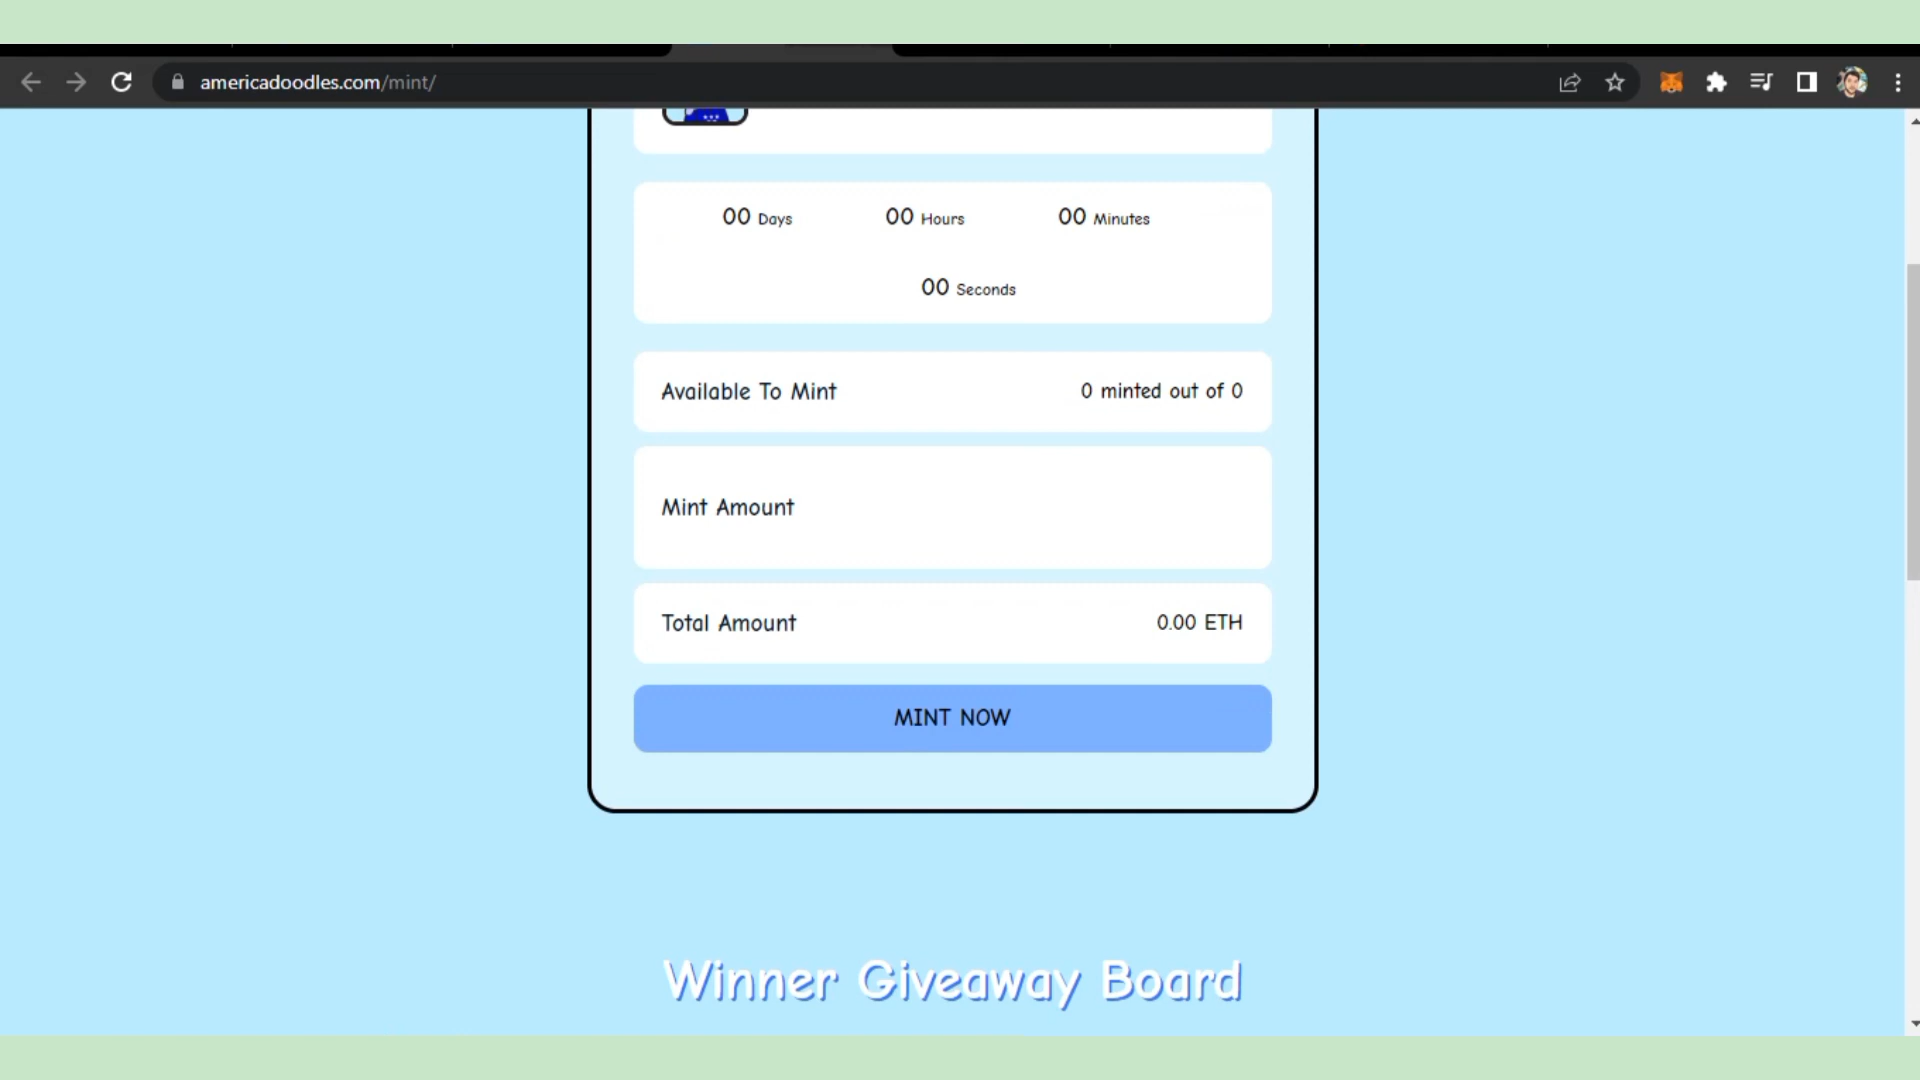 americadoodles.com/mint/
00 Days 00 Hours 00 Minutes
00 Seconds
Available To Mint 0 minted out of 0
Mint Amount
Total Amount 0.00 ETH
MINT NOW
Winner Giveaway Board